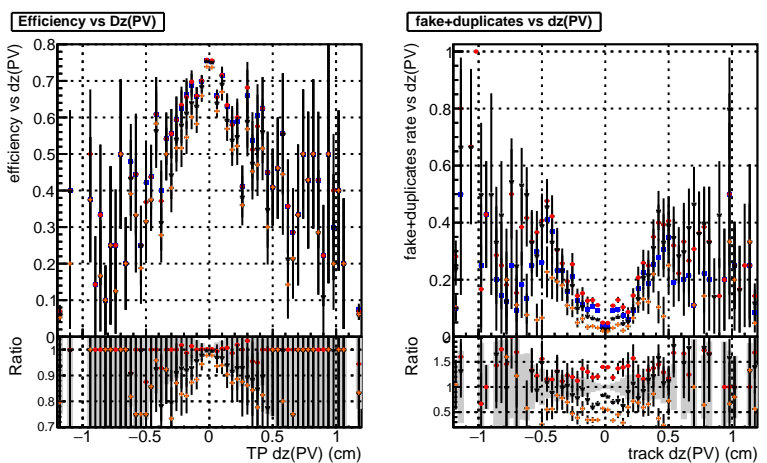 Efficiency vs Dz(PV)
efficiency vs dz(PV)
0.8
0.7
0.6
0.5
0.4
0.3
0.2
0.1
0
Ratio
1
0.9
0.8
0.7
−1 −0.5 0 0.5 1
TP dz(PV) (cm)
fake+duplicates vs dz(PV)
fake+duplicates rate vs dz(PV)
1
0.8
0.6
0.4
0.2
0
Ratio
1.5
1
0.5
−1 −0.5 0 0.5 1
track dz(PV) (cm)